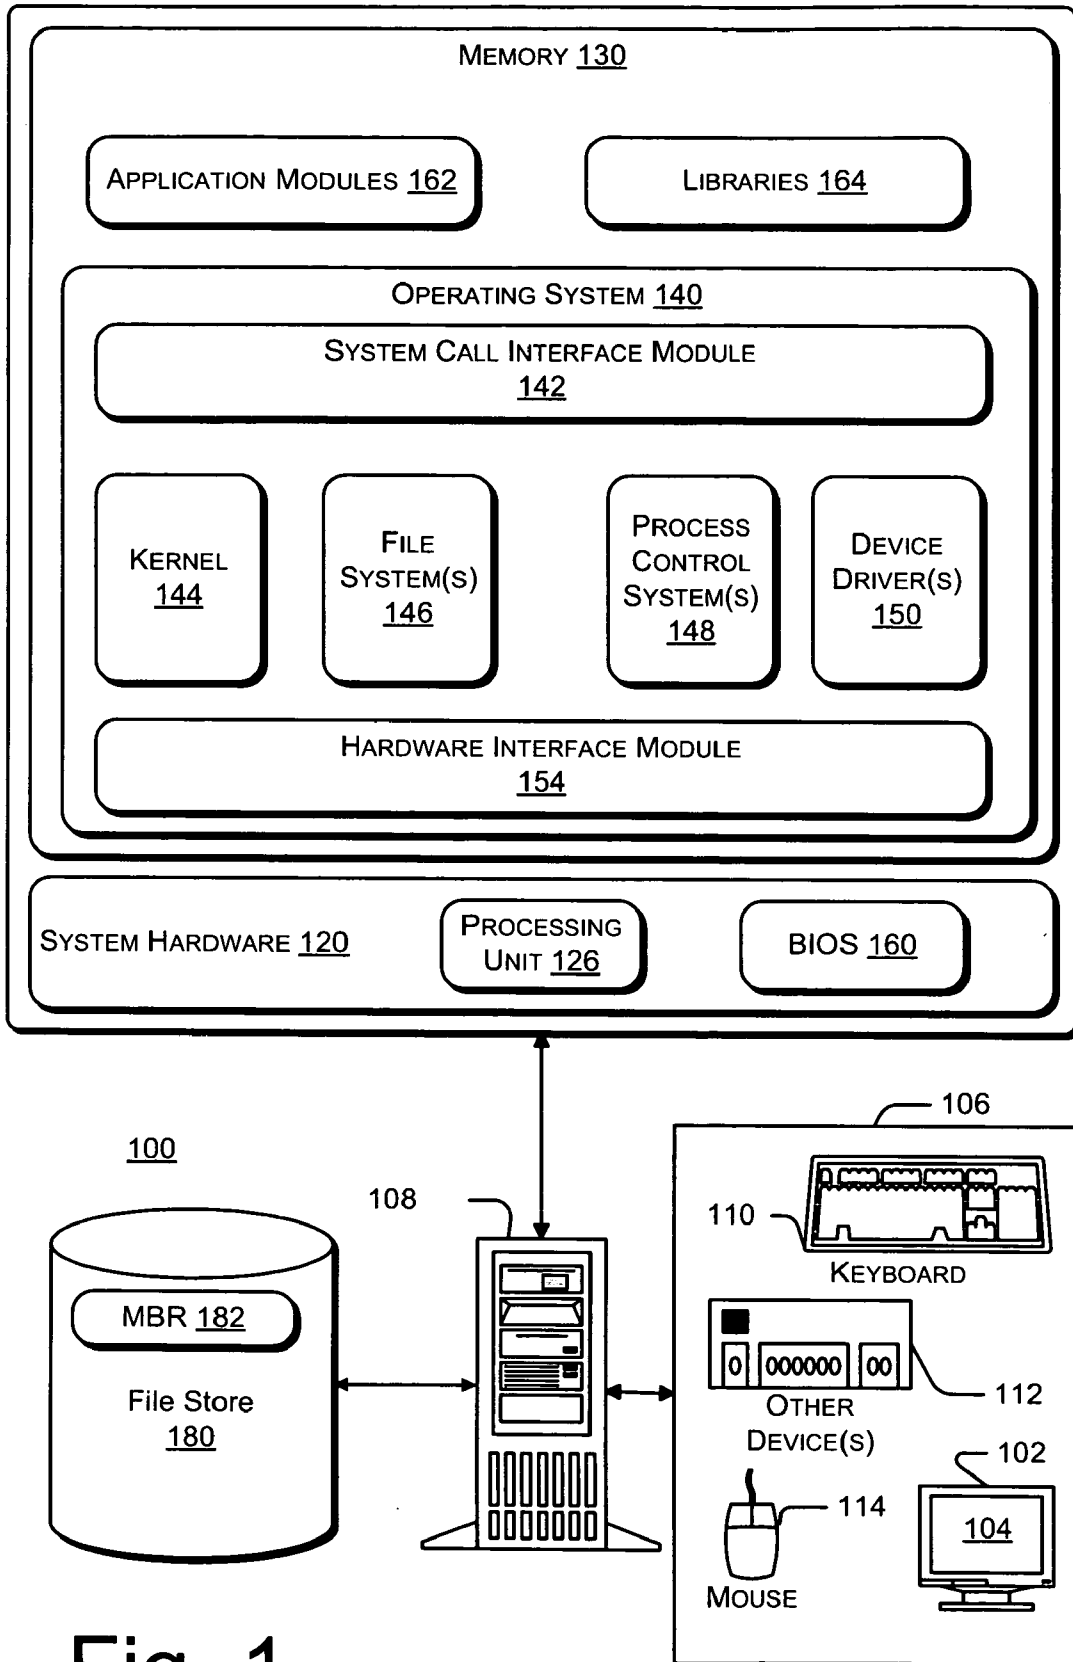 MEMORY 130
APPLICATION MODULES 162
LIBRARIES 164
OPERATING SYSTEM 140
SYSTEM CALL INTERFACE MODULE
142
KERNEL
144
FILE
SYSTEM(S)
146
PROCESS
CONTROL
SYSTEM(S)
148
DEVICE
DRIVER(S)
150
HARDWARE INTERFACE MODULE
154
SYSTEM HARDWARE 120
PROCESSING
UNIT 126
BIOS 160
100
108
106
110
KEYBOARD
MBR 182
File Store
180
112
OTHER
DEVICE(S)
102
114
104
MOUSE
Fig. 1